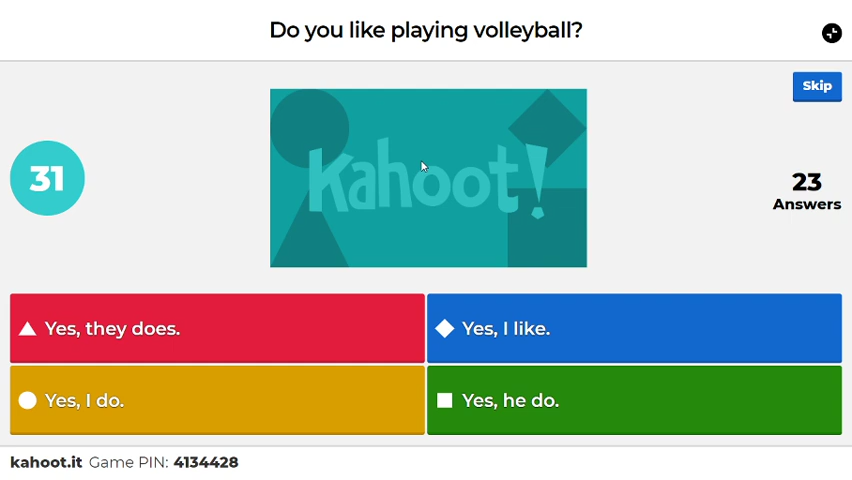 Do you like playing volleyball?
Skip
31
Kahoot!
23
Answers
Yes, they does.
Yes, I like.
Yes, I do.
Yes, he do.
kahoot.it Game PIN: 4134428